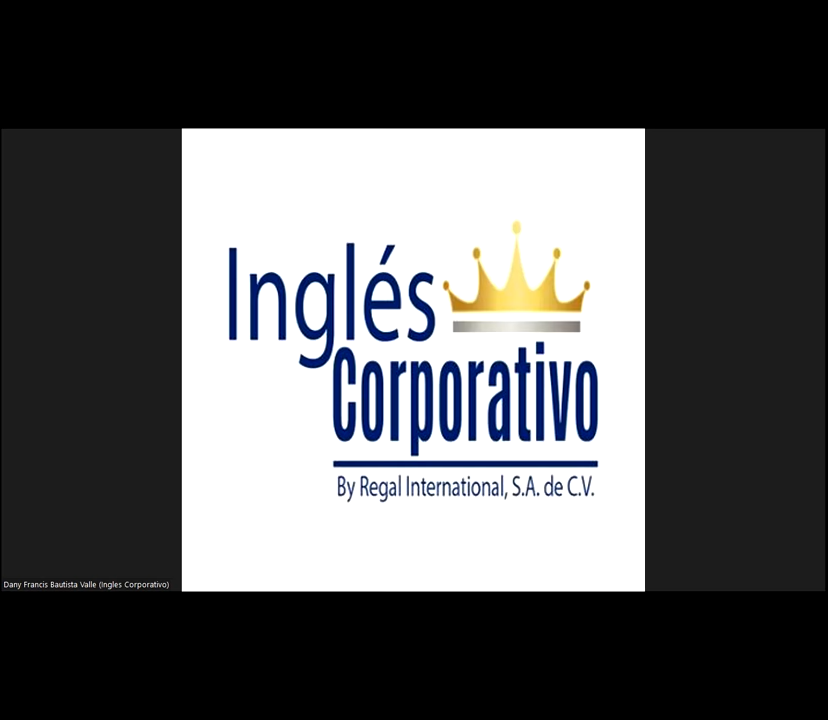 Inglés
Corporativo
By Regal International, S.A. de C.V.
Dany Francis Bautista Valle (Ingles Corporativo)